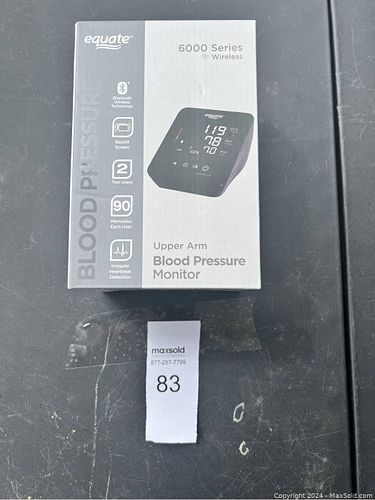 equate™
6000 Series
Wireless
Bluetooth
Wireless
Technology
Backlit
Screen
2
Two Users
90
Memories
Each User
Irregular
Heartbeat
Detection
BLOOD PRESSURE
equate
119
78
70
Upper Arm
Blood Pressure
Monitor
maxsold
877-257-7799
83
Copyright 2024 - MaxSold.com